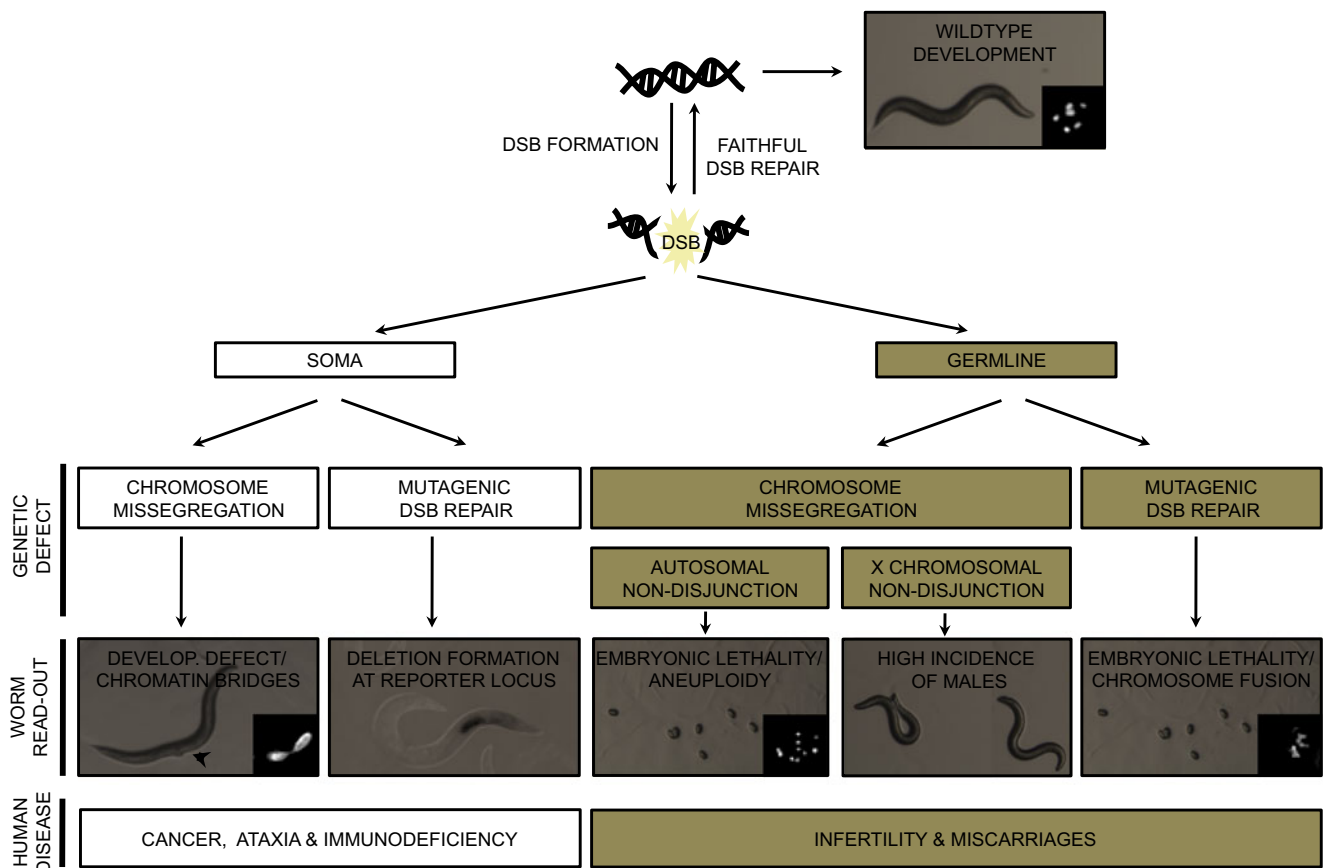 WILDTYPE
DEVELOPMENT
DSB FORMATION
FAITHFUL
DSB REPAIR
DSB
SOMA
GERMLINE
GENETIC
DEFECT
CHROMOSOME
MISSEGREGATION
MUTAGENIC
DSB REPAIR
CHROMOSOME
MISSEGREGATION
MUTAGENIC
DSB REPAIR
AUTOSOMAL
NON-DISJUNCTION
X CHROMOSOMAL
NON-DISJUNCTION
WORM
READ-OUT
DEVELOP. DEFECT/
CHROMATIN BRIDGES
DELETION FORMATION
AT REPORTER LOCUS
EMBRYONIC LETHALITY/
ANEUPLOIDY
HIGH INCIDENCE
OF MALES
EMBRYONIC LETHALITY/
CHROMOSOME FUSION
HUMAN
DISEASE
CANCER, ATAXIA & IMMUNODEFICIENCY
INFERTILITY & MISCARRIAGES